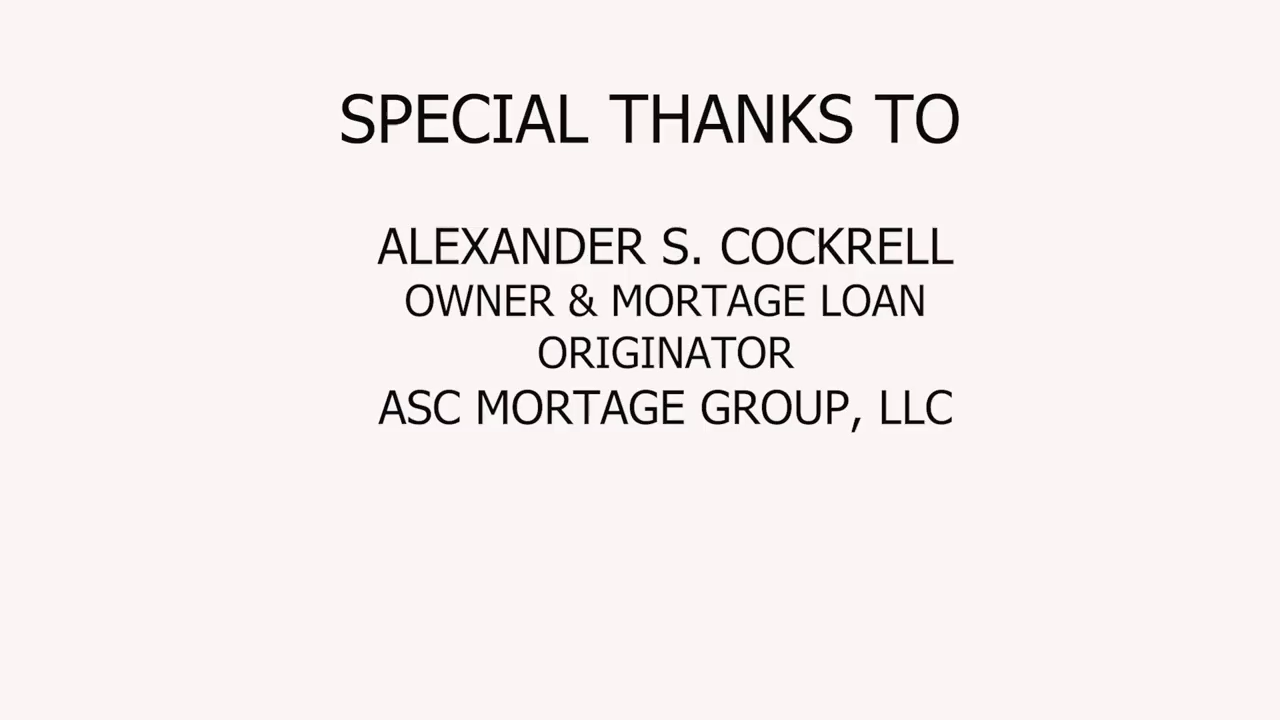 SPECIAL THANKS TO
ALEXANDER S. COCKRELL
OWNER & MORTAGE LOAN
ORIGINATOR
ASC MORTAGE GROUP, LLC